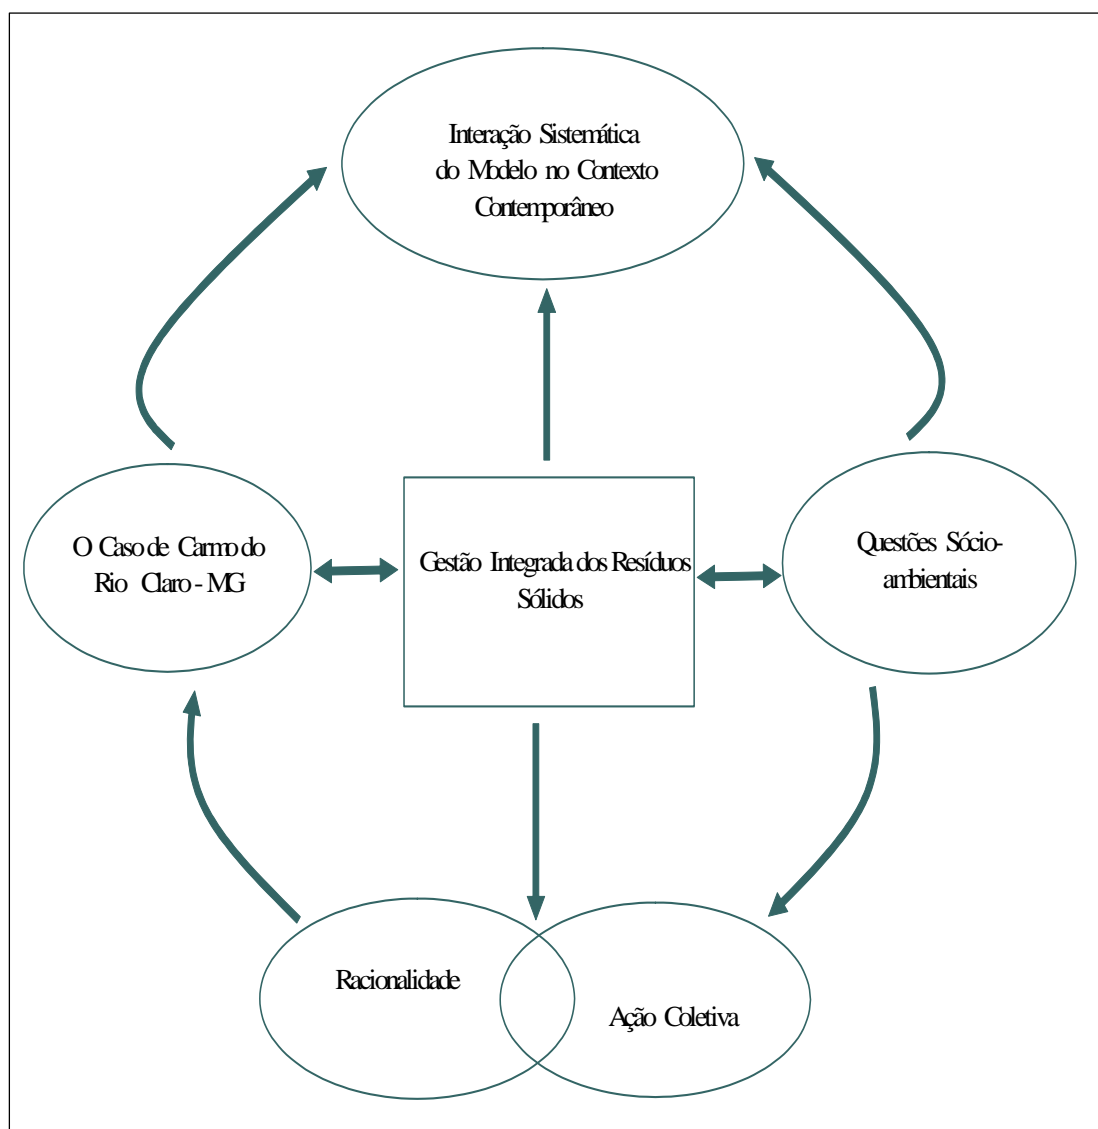 Interação Sistemática
do Modelo no Contexto
Contemporâneo
O Caso de Carmo do
Rio Claro - MG
Gestão Integrada dos Resíduos
Sólidos
Questões Sócio-
ambientais
Racionalidade
Ação Coletiva